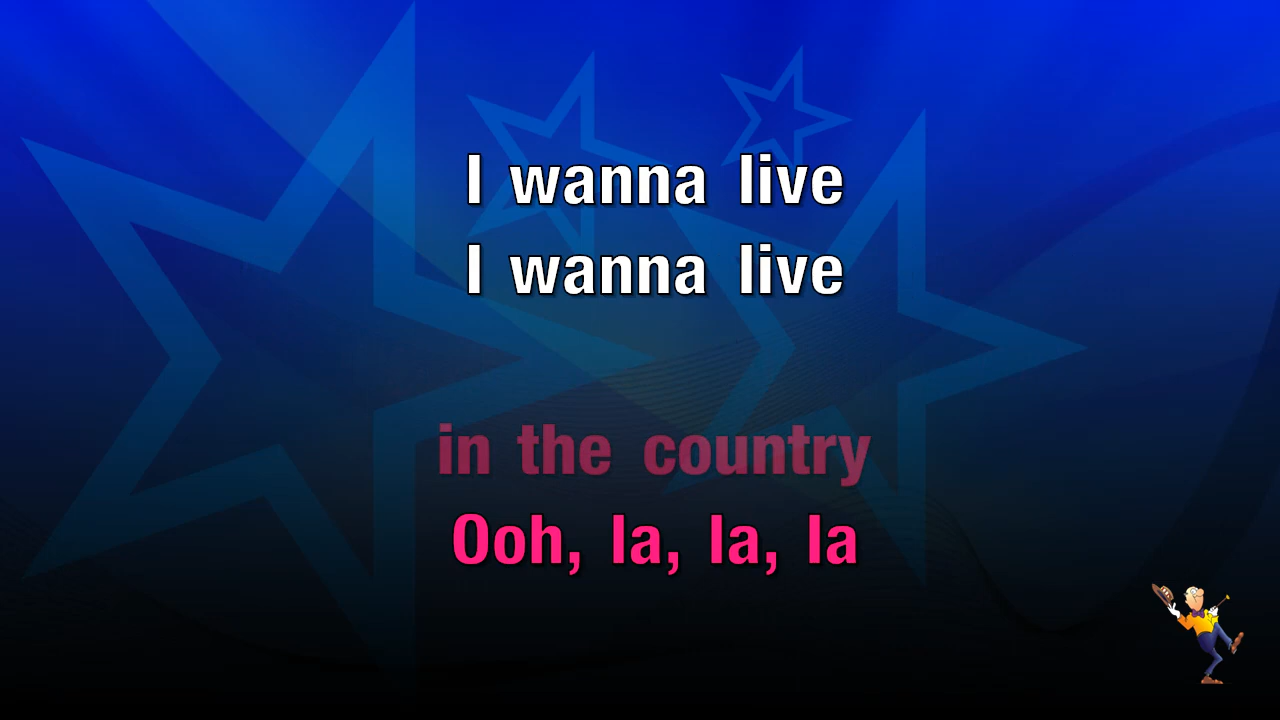 I wanna live
I wanna live
in the country
Ooh, la, la, la